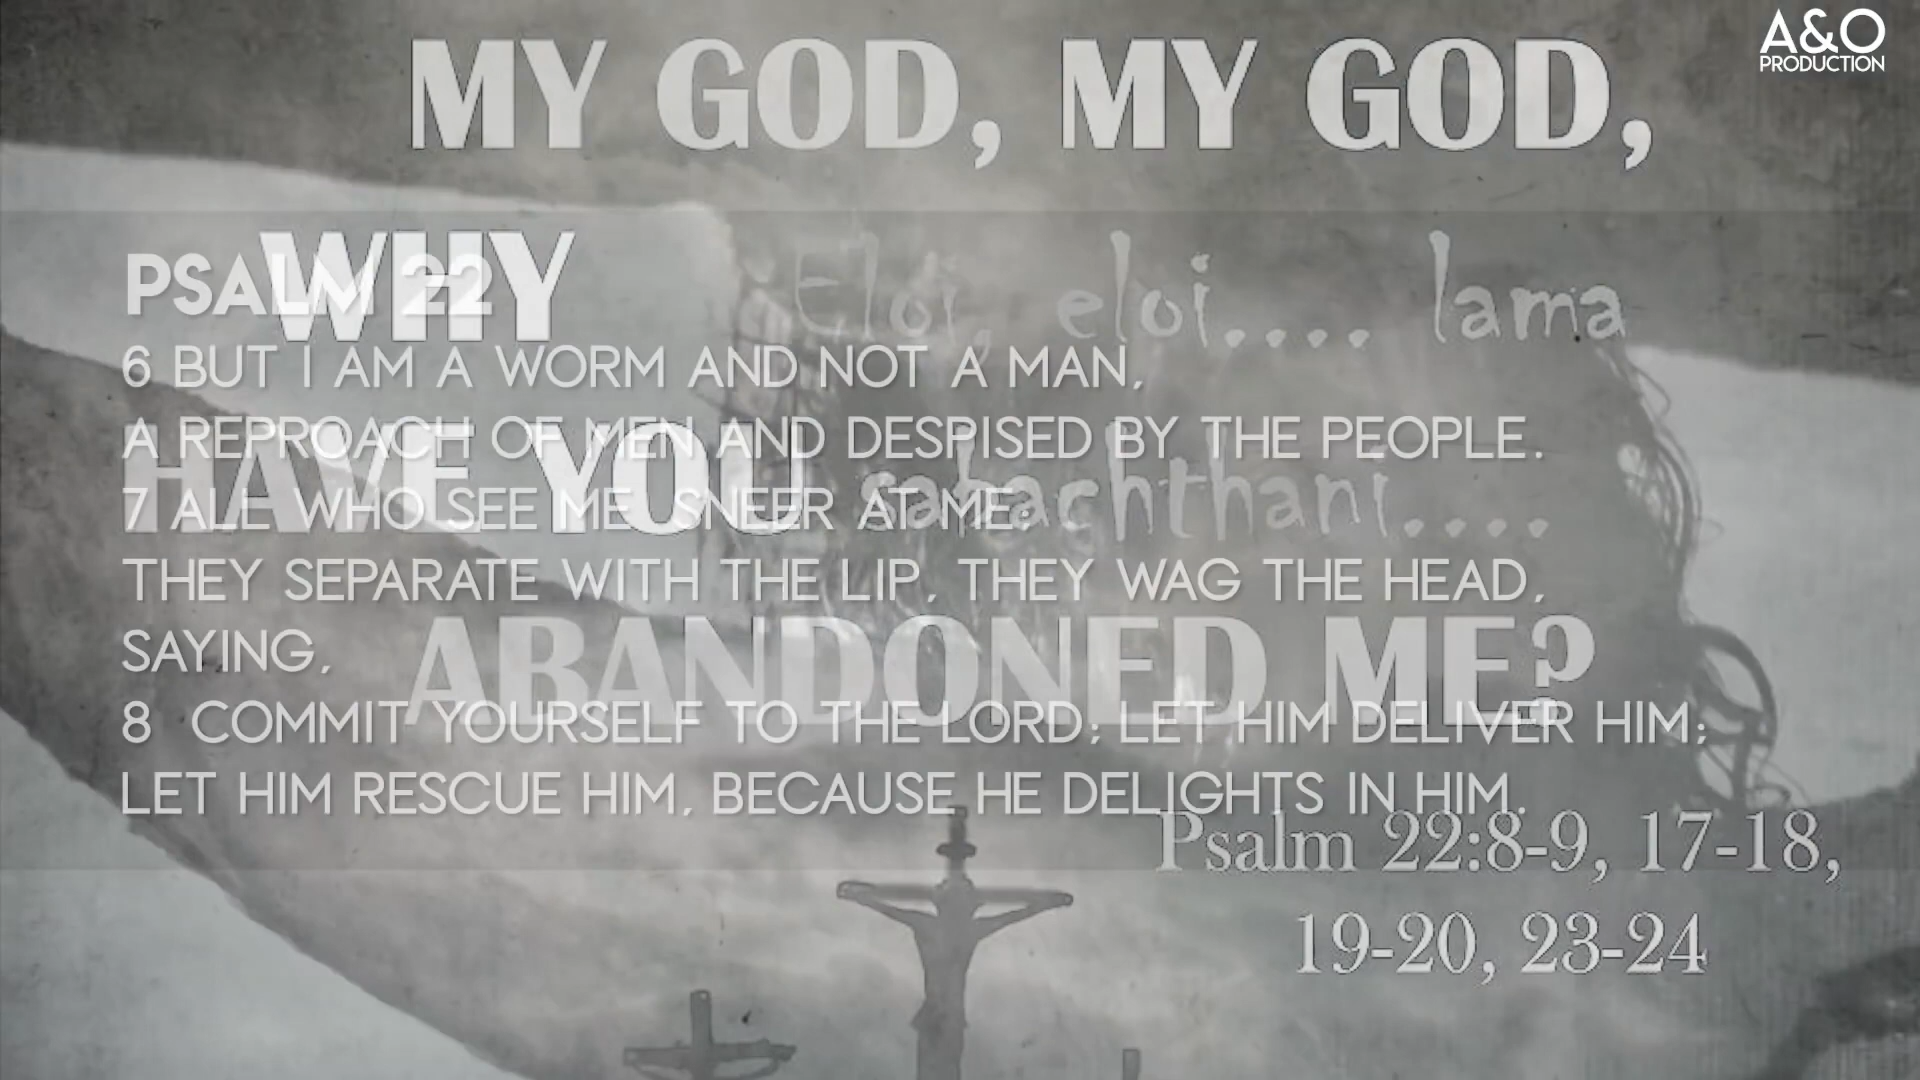 A&O
PRODUCTION
MY GOD, MY GOD,
WHY
HAVE YOU
ABANDONED ME?
Eloi, eloi.... lama
sabachthani....
Psalm 22:8-9, 17-18,
19-20, 23-24
PSALM 22
6 BUT I AM A WORM AND NOT A MAN,
A REPROACH OF MEN AND DESPISED BY THE PEOPLE.
7 ALL WHO SEE ME SNEER AT ME;
THEY SEPARATE WITH THE LIP, THEY WAG THE HEAD,
SAYING,
8 COMMIT YOURSELF TO THE LORD; LET HIM DELIVER HIM;
LET HIM RESCUE HIM, BECAUSE HE DELIGHTS IN HIM.